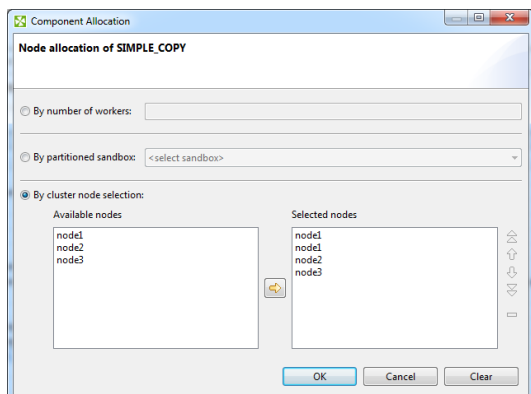 Component Allocation
Node allocation of SIMPLE_COPY
By number of workers:
By partitioned sandbox: <select sandbox>
By cluster node selection:
Available nodes
node1
node2
node3
Selected nodes
node1
node1
node2
node3
OK Cancel Clear